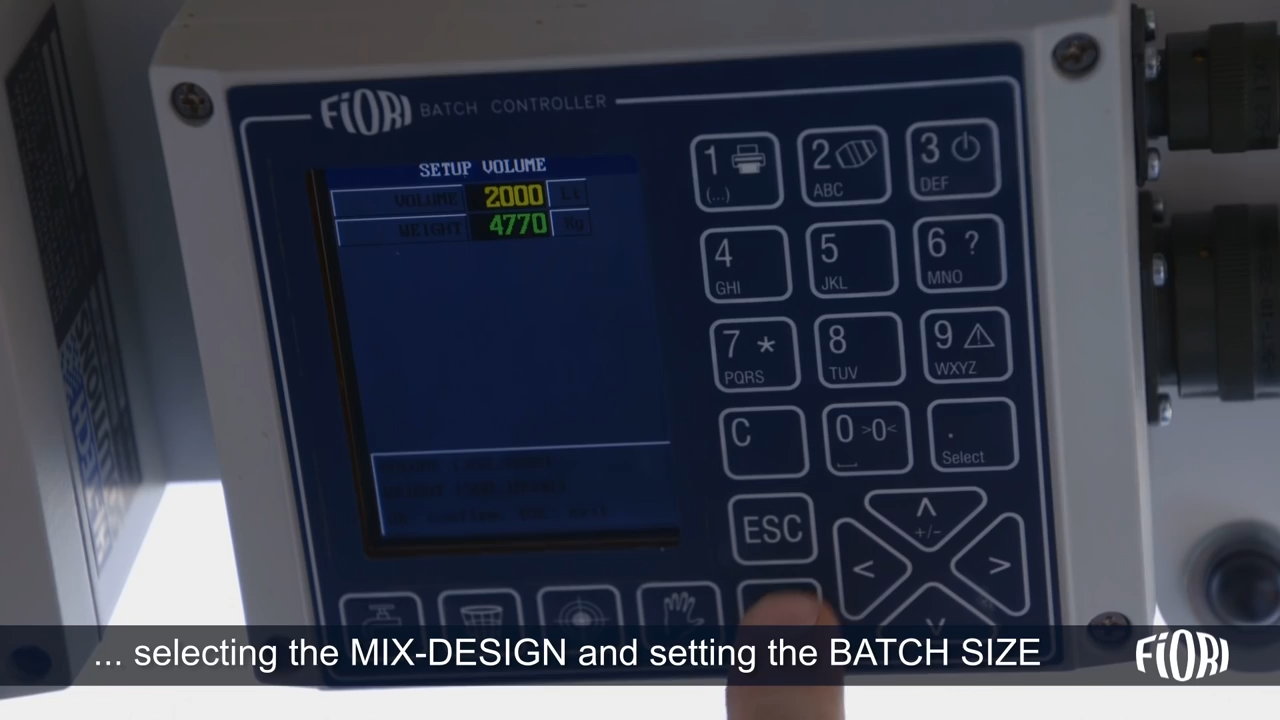 FiORI BATCH CONTROLLER
SETUP VOLUME
VOLUME 2000 Lt
WEIGHT 4770 Kg
1 (...)
2 ABC
3 DEF
4 GHI
5 JKL
6 ? MNO
7 * PQRS
8 TUV
9 WXYZ
C
0 >0<
. Select
ESC
+/-
< >
... selecting the MIX-DESIGN and setting the BATCH SIZE
FiORI